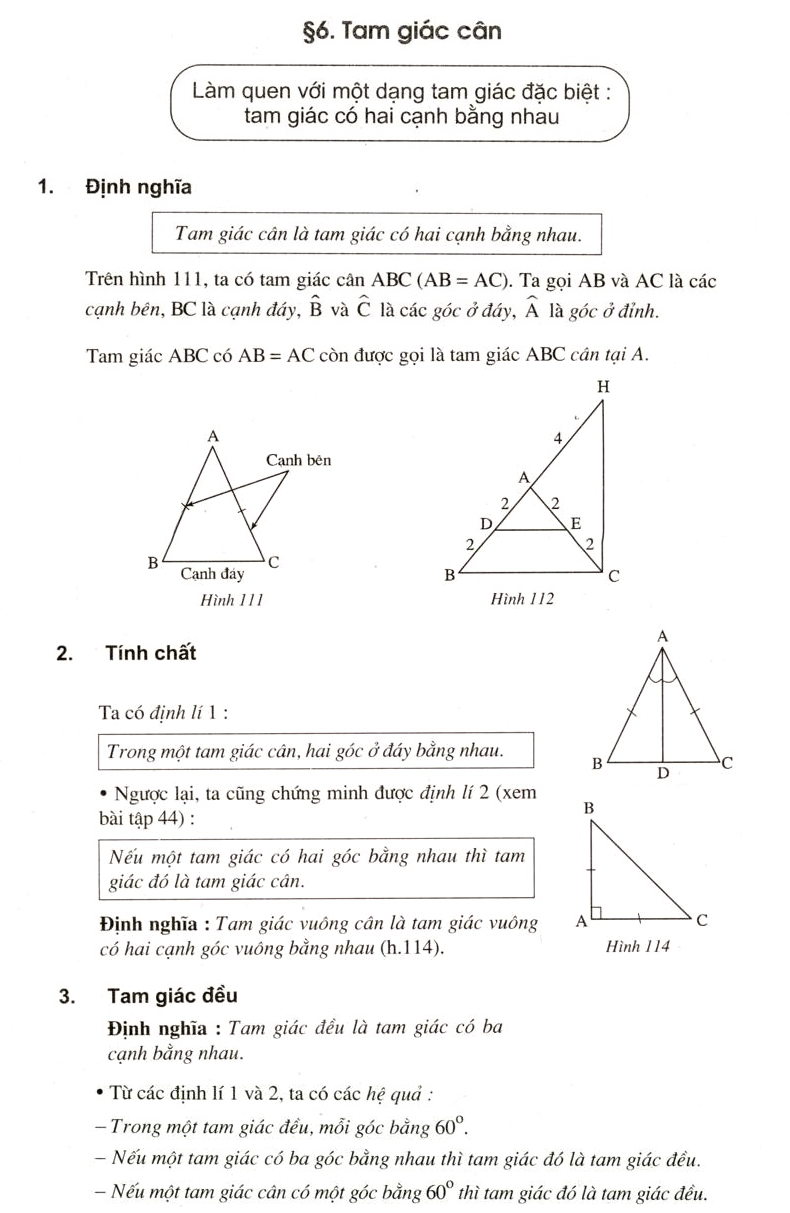 §6. Tam giác cân
Làm quen với một dạng tam giác đặc biệt :
tam giác có hai cạnh bằng nhau
1. Định nghĩa
Tam giác cân là tam giác có hai cạnh bằng nhau.
Trên hình 111, ta có tam giác cân ABC (AB = AC). Ta gọi AB và AC là các
cạnh bên, BC là cạnh đáy, B̂ và Ĉ là các góc ở đáy, Â là góc ở đỉnh.
Tam giác ABC có AB = AC còn được gọi là tam giác ABC cân tại A.
A
Cạnh bên
B
C
Cạnh đáy
Hình 111
H
4
A
2
2
D
E
2
2
B
C
Hình 112
2. Tính chất
Ta có định lí 1 :
Trong một tam giác cân, hai góc ở đáy bằng nhau.
• Ngược lại, ta cũng chứng minh được định lí 2 (xem
bài tập 44) :
Nếu một tam giác có hai góc bằng nhau thì tam
giác đó là tam giác cân.
Định nghĩa : Tam giác vuông cân là tam giác vuông
có hai cạnh góc vuông bằng nhau (h.114).
A
B
D
C
B
A
C
Hình 114
3. Tam giác đều
Định nghĩa : Tam giác đều là tam giác có ba
cạnh bằng nhau.
• Từ các định lí 1 và 2, ta có các hệ quả :
– Trong một tam giác đều, mỗi góc bằng 60⁰.
– Nếu một tam giác có ba góc bằng nhau thì tam giác đó là tam giác đều.
– Nếu một tam giác cân có một góc bằng 60⁰ thì tam giác đó là tam giác đều.